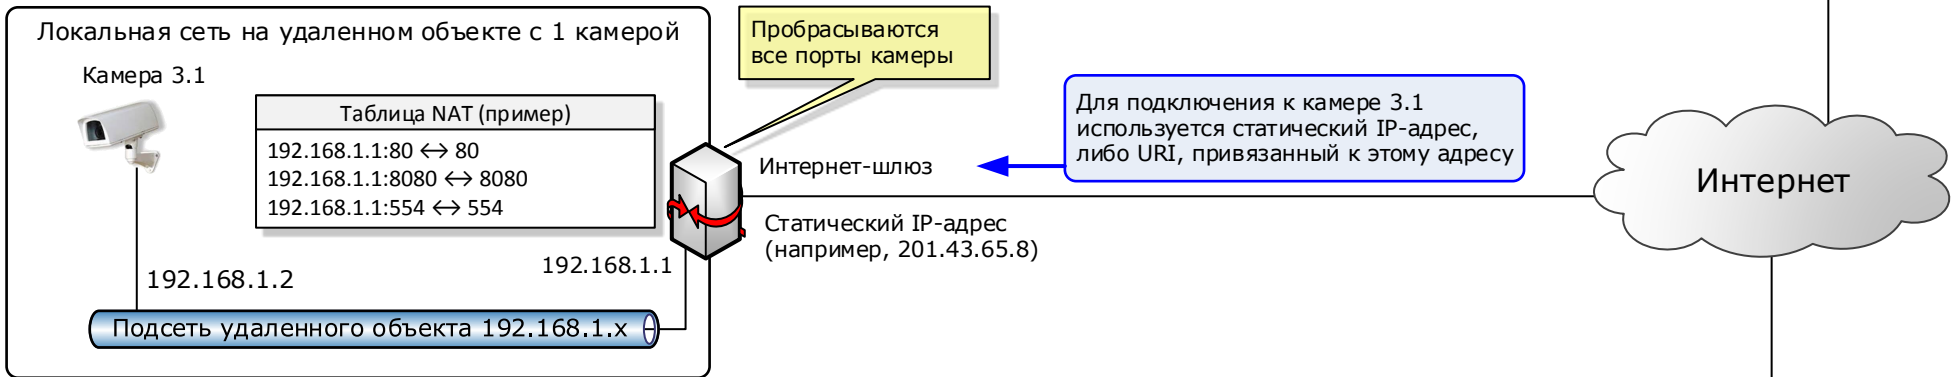 Локальная сеть на удаленном объекте с 1 камерой
Камера 3.1
Таблица NAT (пример)
192.168.1.1:80 ↔ 80
192.168.1.1:8080 ↔ 8080
192.168.1.1:554 ↔ 554
192.168.1.2
192.168.1.1
Подсеть удаленного объекта 192.168.1.x
Пробрасываются
все порты камеры
Интернет-шлюз
Статический IP-адрес
(например, 201.43.65.8)
Для подключения к камере 3.1
используется статический IP-адрес,
либо URI, привязанный к этому адресу
Интернет